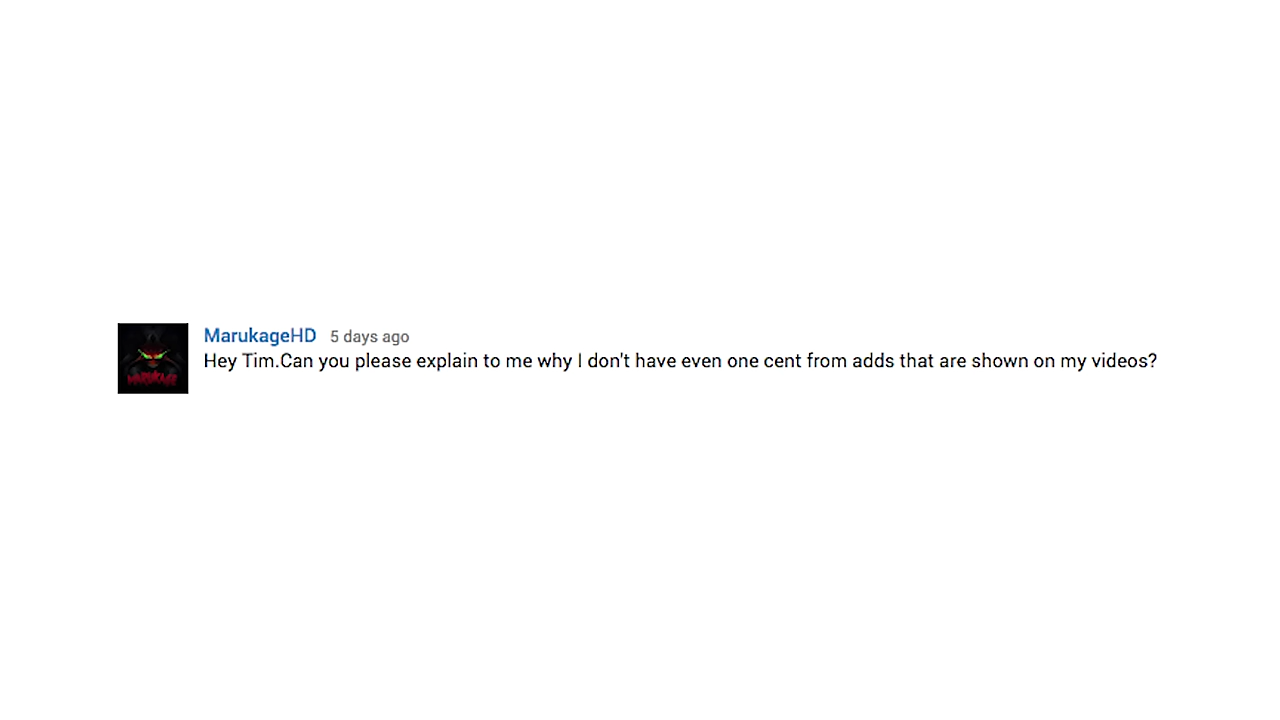 MarukageHD 5 days ago
Hey Tim.Can you please explain to me why I don't have even one cent from adds that are shown on my videos?
MARUKAGE